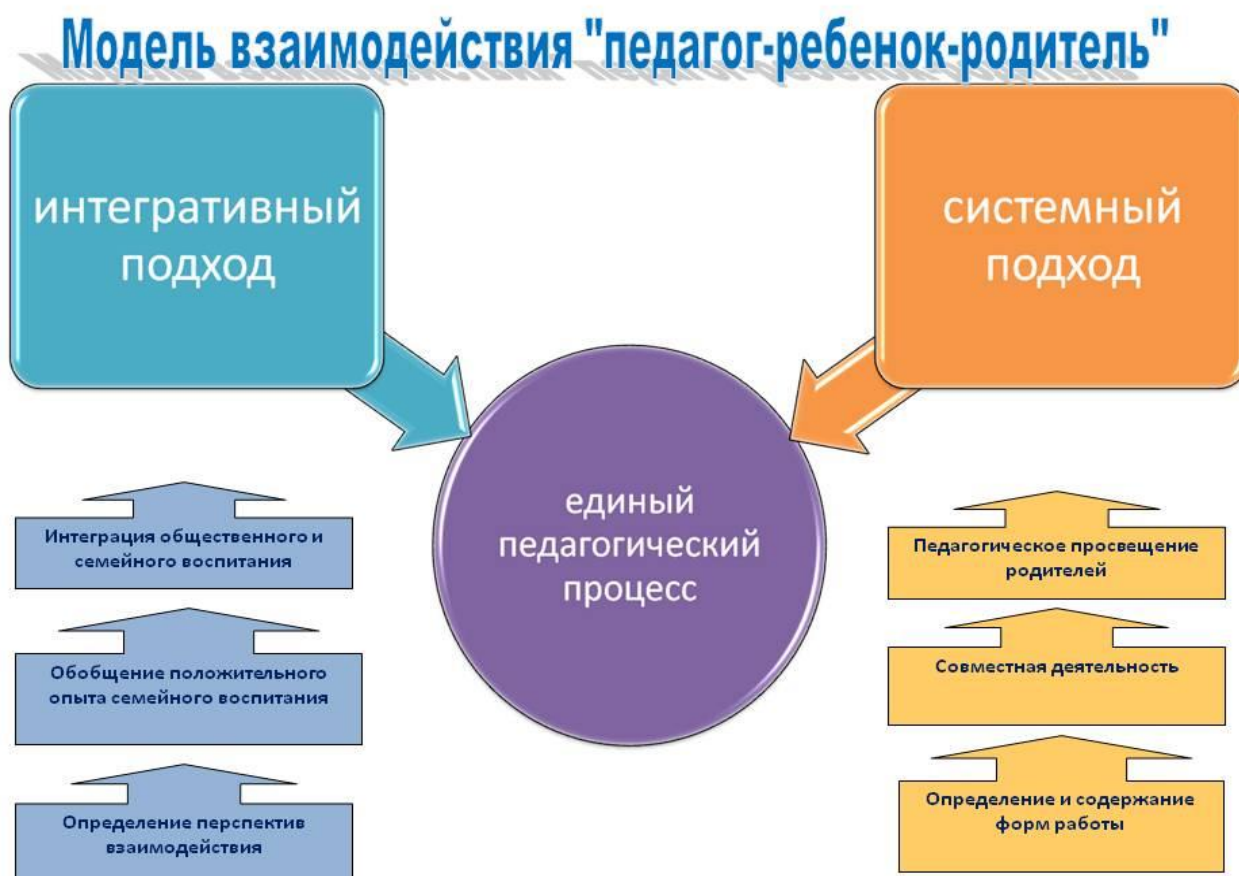 Модель взаимодействия "педагог-ребенок-родитель"
интегративный
подход
системный
подход
единый
педагогический
процесс
Интеграция общественного и
семейного воспитания
Обобщение положительного
опыта семейного воспитания
Определение перспектив
взаимодействия
Педагогическое просвещение
родителей
Совместная деятельность
Определение и содержание
форм работы